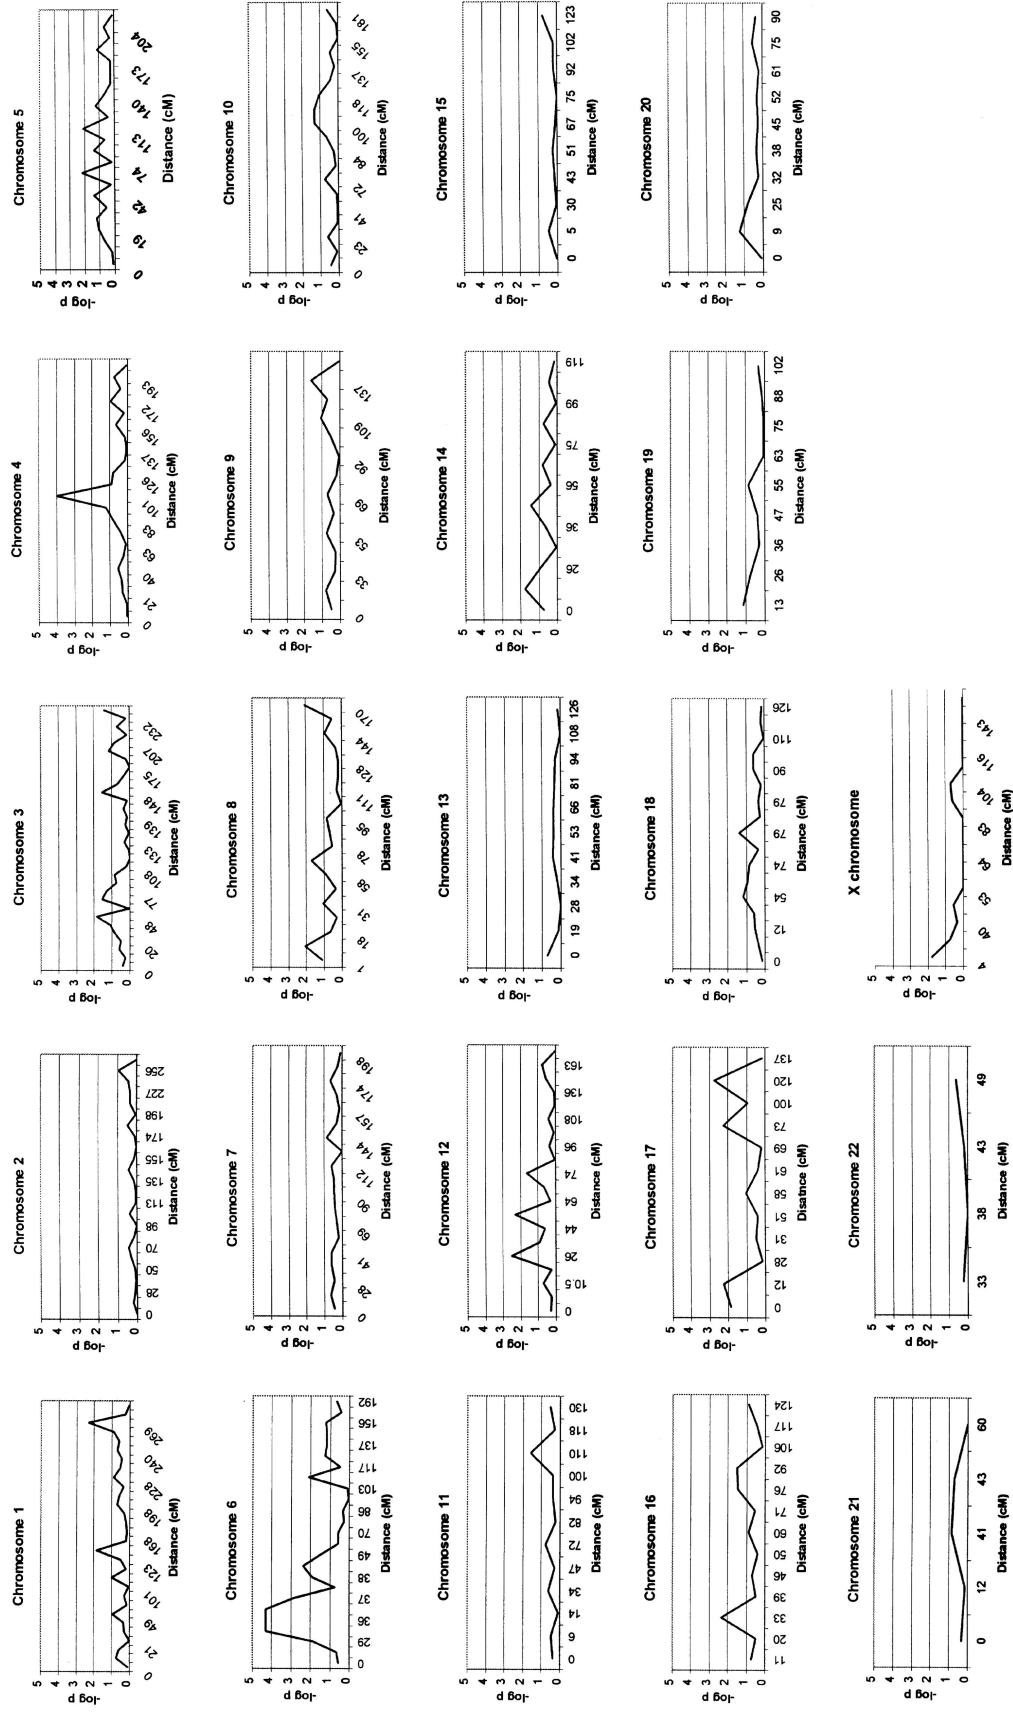 Chromosome 1
5 4 3 2 1 0
-log p
0 21 49 101 123 168 198 228 240 269
Distance (cM)
Chromosome 2
5 4 3 2 1 0
-log p
0 28 50 70 98 113 135 155 174 198 227 256
Distance (cM)
Chromosome 3
5 4 3 2 1 0
-log p
0 20 48 77 108 133 139 148 175 207 232
Distance (cM)
Chromosome 4
5 4 3 2 1 0
-log p
0 21 40 63 83 101 126 137 156 172 193
Distance (cM)
Chromosome 5
5 4 3 2 1 0
-log p
0 19 42 74 113 140 173 204
Distance (cM)
Chromosome 6
5 4 3 2 1 0
-log p
0 29 36 37 38 49 70 86 103 117 137 156 192
Distance (cM)
Chromosome 7
5 4 3 2 1 0
-log p
0 28 41 69 90 112 144 157 174 198
Distance (cM)
Chromosome 8
5 4 3 2 1 0
-log p
1 18 31 58 78 95 111 128 144 170
Distance (cM)
Chromosome 9
5 4 3 2 1 0
-log p
0 33 53 69 92 109 137
Distance (cM)
Chromosome 10
5 4 3 2 1 0
-log p
0 23 41 72 84 100 118 137 155 181
Distance (cM)
Chromosome 11
5 4 3 2 1 0
-log p
0 6 14 34 47 72 82 94 100 110 118 130
Distance (cM)
Chromosome 12
5 4 3 2 1 0
-log p
0 10.5 26 44 64 74 96 108 136 163
Distance (cM)
Chromosome 13
5 4 3 2 1 0
-log p
0 19 28 34 41 53 66 81 94 108 126
Distance (cM)
Chromosome 14
5 4 3 2 1 0
-log p
0 26 36 56 75 99 119
Distance (cM)
Chromosome 15
5 4 3 2 1 0
-log p
0 5 30 43 51 67 75 92 102 123
Distance (cM)
Chromosome 16
5 4 3 2 1 0
-log p
11 20 33 39 46 50 60 71 76 92 106 117 124
Distance (cM)
Chromosome 17
5 4 3 2 1 0
-log p
0 12 28 31 51 58 61 69 73 100 120 137
Disatnce (cM)
Chromosome 18
5 4 3 2 1 0
-log p
0 12 54 74 79 79 90 110 126
Distance (cM)
Chromosome 19
5 4 3 2 1 0
-log p
13 26 36 47 55 63 75 88 102
Distance (cM)
Chromosome 20
5 4 3 2 1 0
-log p
0 9 25 32 38 45 52 61 75 90
Distance (cM)
Chromosome 21
5 4 3 2 1 0
-log p
0 12 41 43 60
Distance (cM)
Chromosome 22
5 4 3 2 1 0
-log p
33 38 43 49
Distance (cM)
X chromosome
5 4 3 2 1 0
-log p
4 40 53 64 83 104 116 143
Distance (cM)